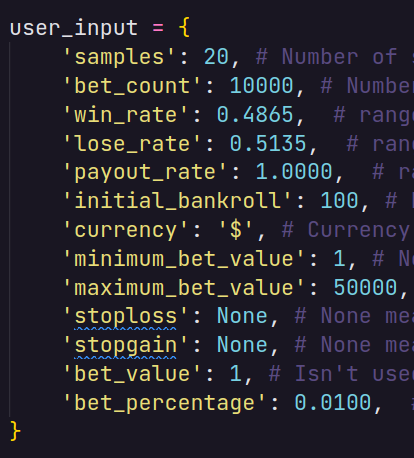 user_input = {
'samples': 20, # Number of
'bet_count': 10000, # Number
'win_rate': 0.4865, # range
'lose_rate': 0.5135, # ran
'payout_rate': 1.0000, # ra
'initial_bankroll': 100, #
'currency': '$', # Currency
'minimum_bet_value': 1, # No
'maximum_bet_value': 50000,
'stoploss': None, # None mea
'stopgain': None, # None mea
'bet_value': 1, # Isn't used
'bet_percentage': 0.0100,
}